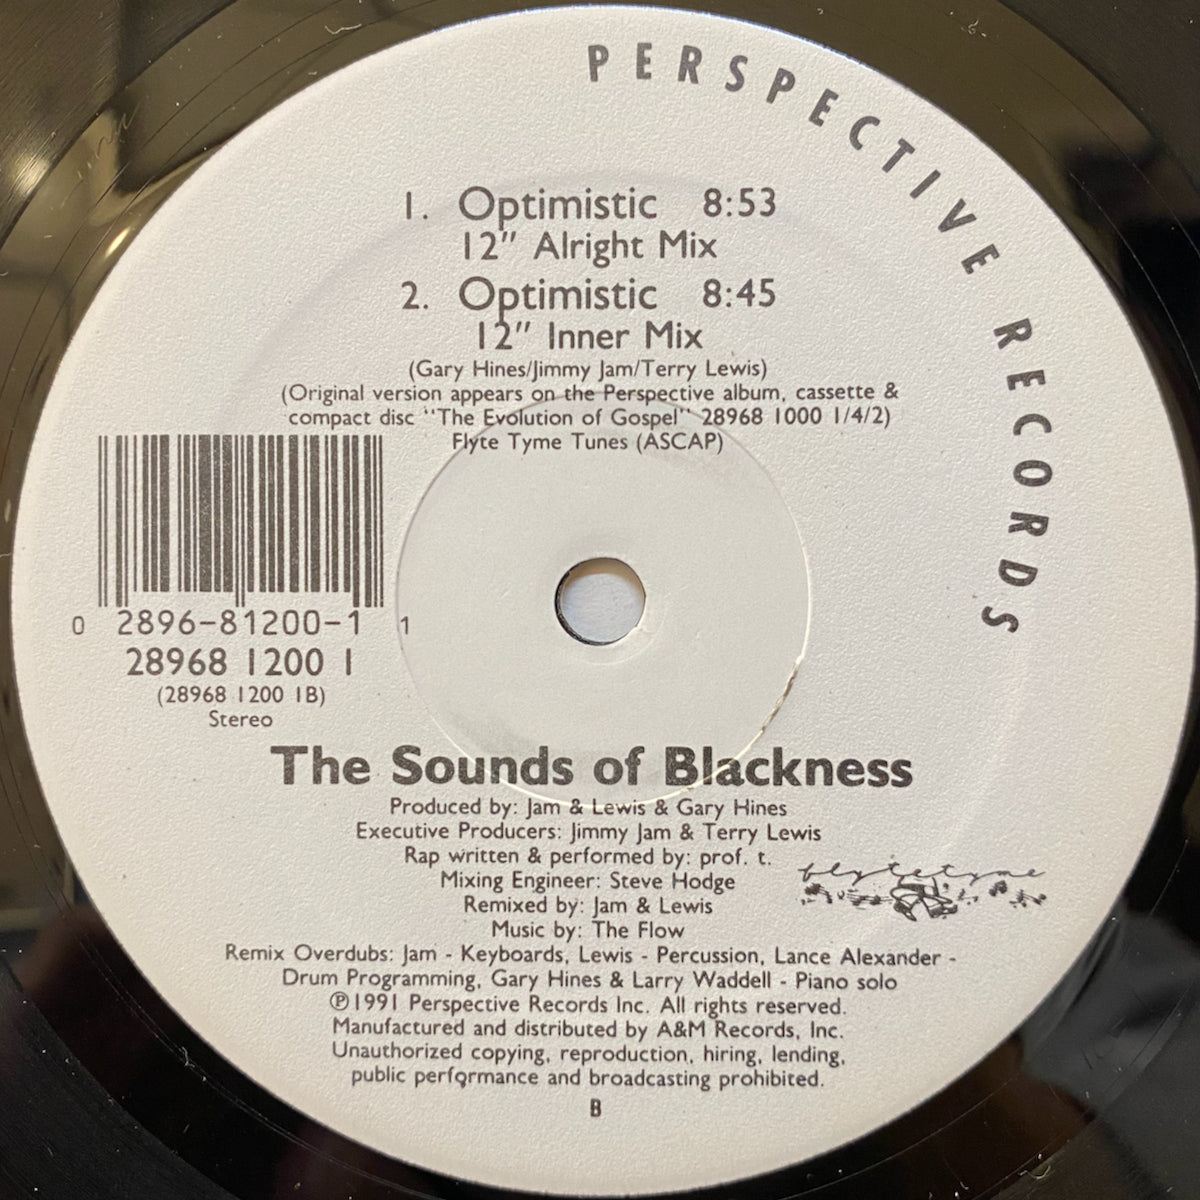 PERSPECTIVE RECORDS
1. Optimistic 8:53
12" Alright Mix
2. Optimistic 8:45
12" Inner Mix
(Gary Hines/Jimmy Jam/Terry Lewis)
(Original version appears on the Perspective album, cassette &
compact disc "The Evolution of Gospel" 28968 1000 1/4/2)
Flyte Tyme Tunes (ASCAP)
0 2896-81200-1 1
28968 1200 1
(28968 1200 1B)
Stereo
The Sounds of Blackness
Produced by: Jam & Lewis & Gary Hines
Executive Producers: Jimmy Jam & Terry Lewis
Rap written & performed by: prof. t.
Mixing Engineer: Steve Hodge
flytetyme
Remixed by: Jam & Lewis
Music by: The Flow
Remix Overdubs: Jam - Keyboards, Lewis - Percussion, Lance Alexander -
Drum Programming, Gary Hines & Larry Waddell - Piano solo
℗1991 Perspective Records Inc. All rights reserved.
Manufactured and distributed by A&M Records, Inc.
Unauthorized copying, reproduction, hiring, lending,
public performance and broadcasting prohibited.
B